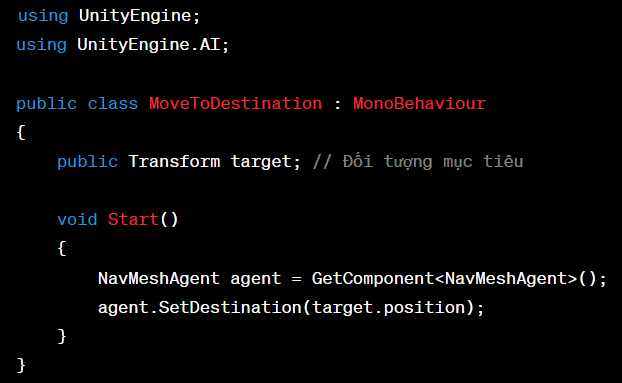 using UnityEngine;
using UnityEngine.AI;
public class MoveToDestination : MonoBehaviour
{
public Transform target; // Đối tượng mục tiêu
void Start()
{
NavMeshAgent agent = GetComponent<NavMeshAgent>();
agent.SetDestination(target.position);
}
}